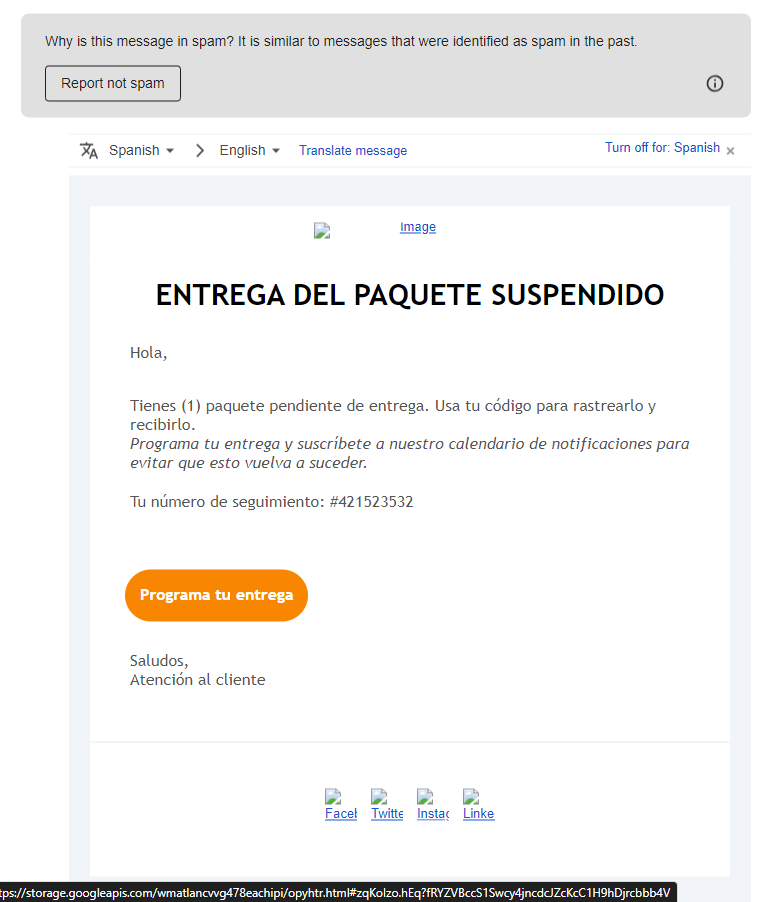 Why is this message in spam? It is similar to messages that were identified as spam in the past.
Report not spam
Spanish
English
Translate message
Turn off for: Spanish
Image
ENTREGA DEL PAQUETE SUSPENDIDO
Hola,
Tienes (1) paquete pendiente de entrega. Usa tu código para rastrearlo y
recibirlo.
Programa tu entrega y suscríbete a nuestro calendario de notificaciones para
evitar que esto vuelva a suceder.
Tu número de seguimiento: #421523532
Programa tu entrega
Saludos,
Atención al cliente
Faceb Twitte Instag Linke
tps://storage.googleapis.com/wmatlancvvg478eachipi/opyhtr.html#zqKolzo.hEq?fRYZVBccS1Swcy4jncdcJZcKcC1H9hDjrcbbb4V